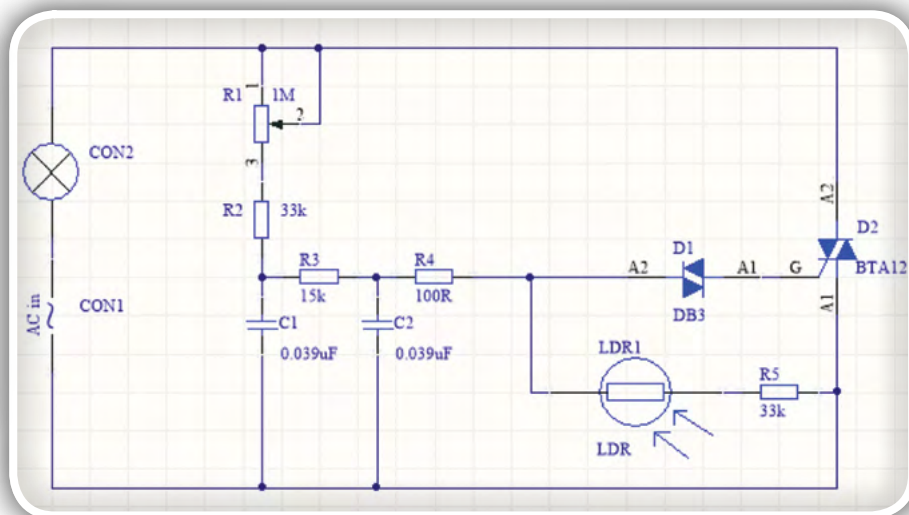 R1
1M
1
2
3
CON2
R2
33k
D2
BTA12
A2
A1
D1
A2
A1
G
DB3
R3
15k
R4
100R
AC in
CON1
C1
0.039uF
C2
0.039uF
LDR1
LDR
R5
33k